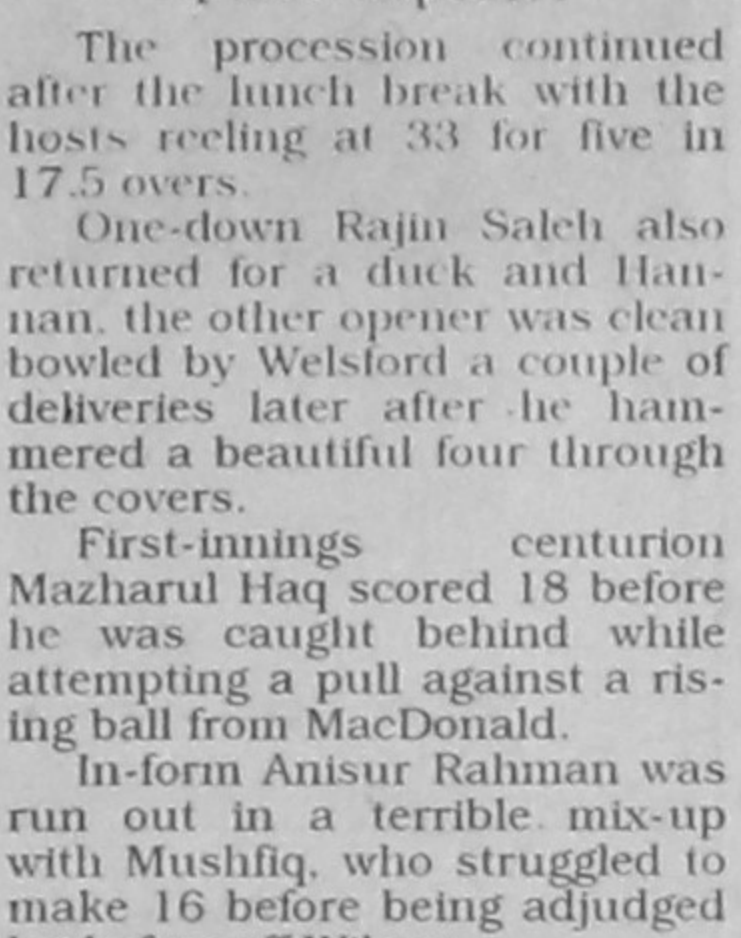 The procession continued
after the lunch break with the
hosts reeling at 33 for five in
17.5 overs.
One-down Rajin Saleh also
returned for a duck and Han-
nan, the other opener was clean
bowled by Welsford a couple of
deliveries later after he ham-
mered a beautiful four through
the covers.
First-innings centurion
Mazharul Haq scored 18 before
he was caught behind while
attempting a pull against a ris-
ing ball from MacDonald.
In-form Anisur Rahman was
run out in a terrible mix-up
with Mushfiq, who struggled to
make 16 before being adjudged